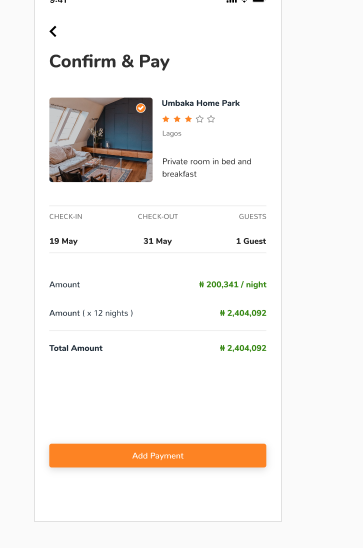 9:41
Confirm & Pay
Umbaka Home Park
Lagos
Private room in bed and
breakfast
CHECK-IN CHECK-OUT GUESTS
19 May 31 May 1 Guest
Amount ₦ 200,341 / night
Amount ( x 12 nights ) ₦ 2,404,092
Total Amount ₦ 2,404,092
Add Payment